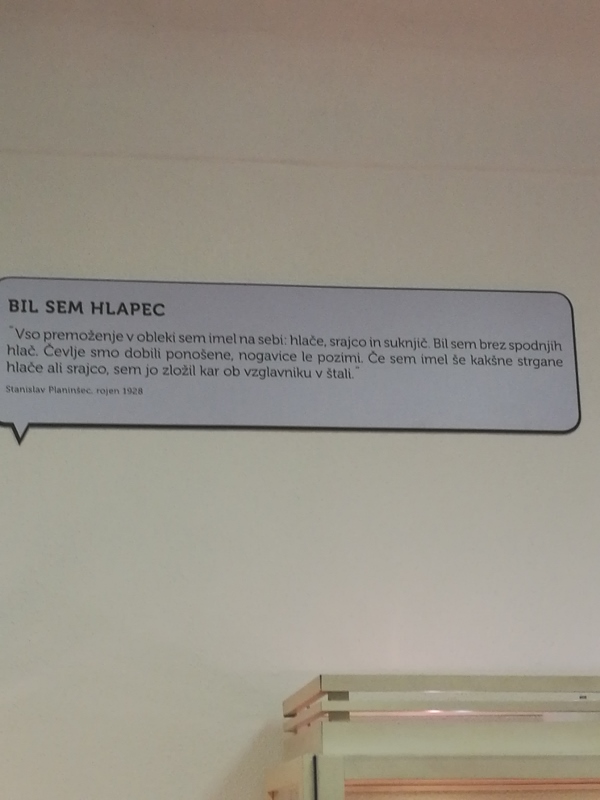 BIL SEM HLAPEC
"Vso premoženje v obleki sem imel na sebi: hlače, srajco in suknjič. Bil sem brez spodnjih
hlač. Čevlje smo dobili ponošene, nogavice le pozimi. Če sem imel še kakšne strgane
hlače ali srajco, sem jo zložil kar ob vzglavniku v štali."
Stanislav Planinšec, rojen 1928